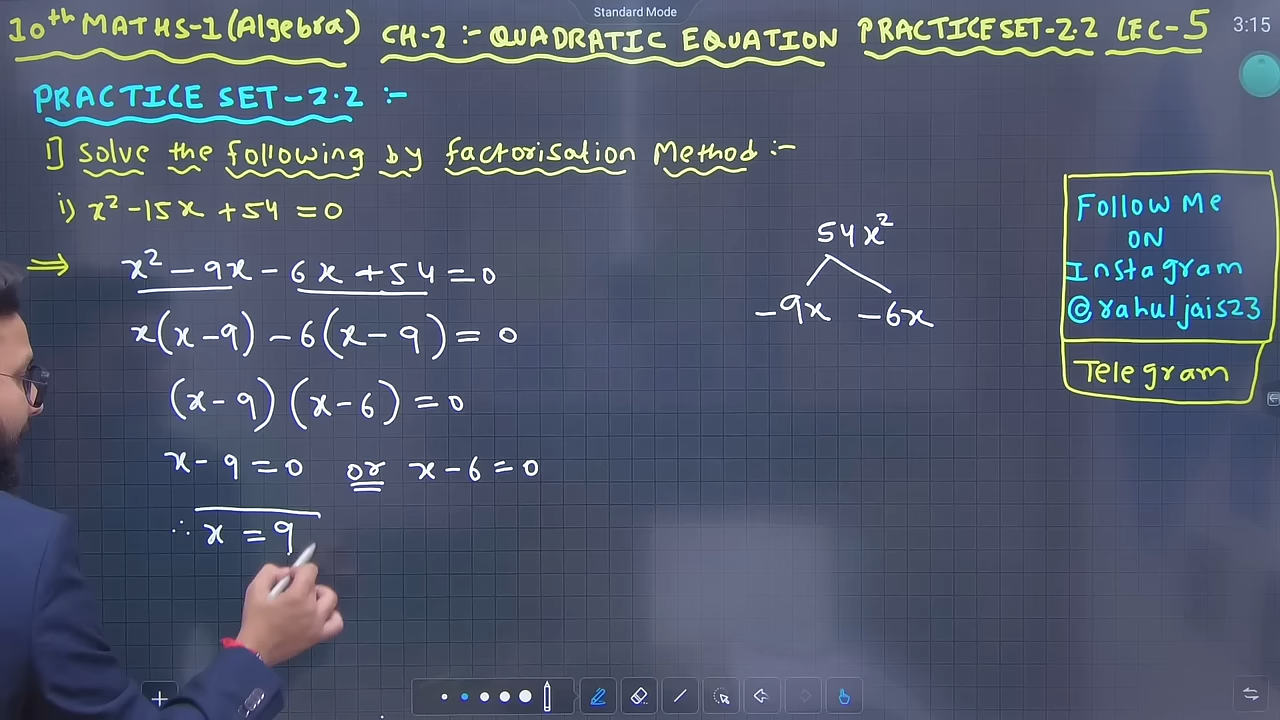 Standard Mode
10th MATHS-1 (Algebra) CH-2 :- QUADRATIC EQUATION PRACTICE SET-2.2 LEC-5
3:15
PRACTICE SET-2.2 :-
1] Solve the following by factorisation Method :-
i) x² -15x +54 = 0
⇒ x² - 9x - 6x + 54 = 0
x(x-9) - 6(x-9) = 0
(x-9) (x-6) = 0
x-9 = 0 or x-6 = 0
∴ x = 9
54x²
-9x -6x
Follow Me
ON
Instagram
@rahuljais23
Telegram